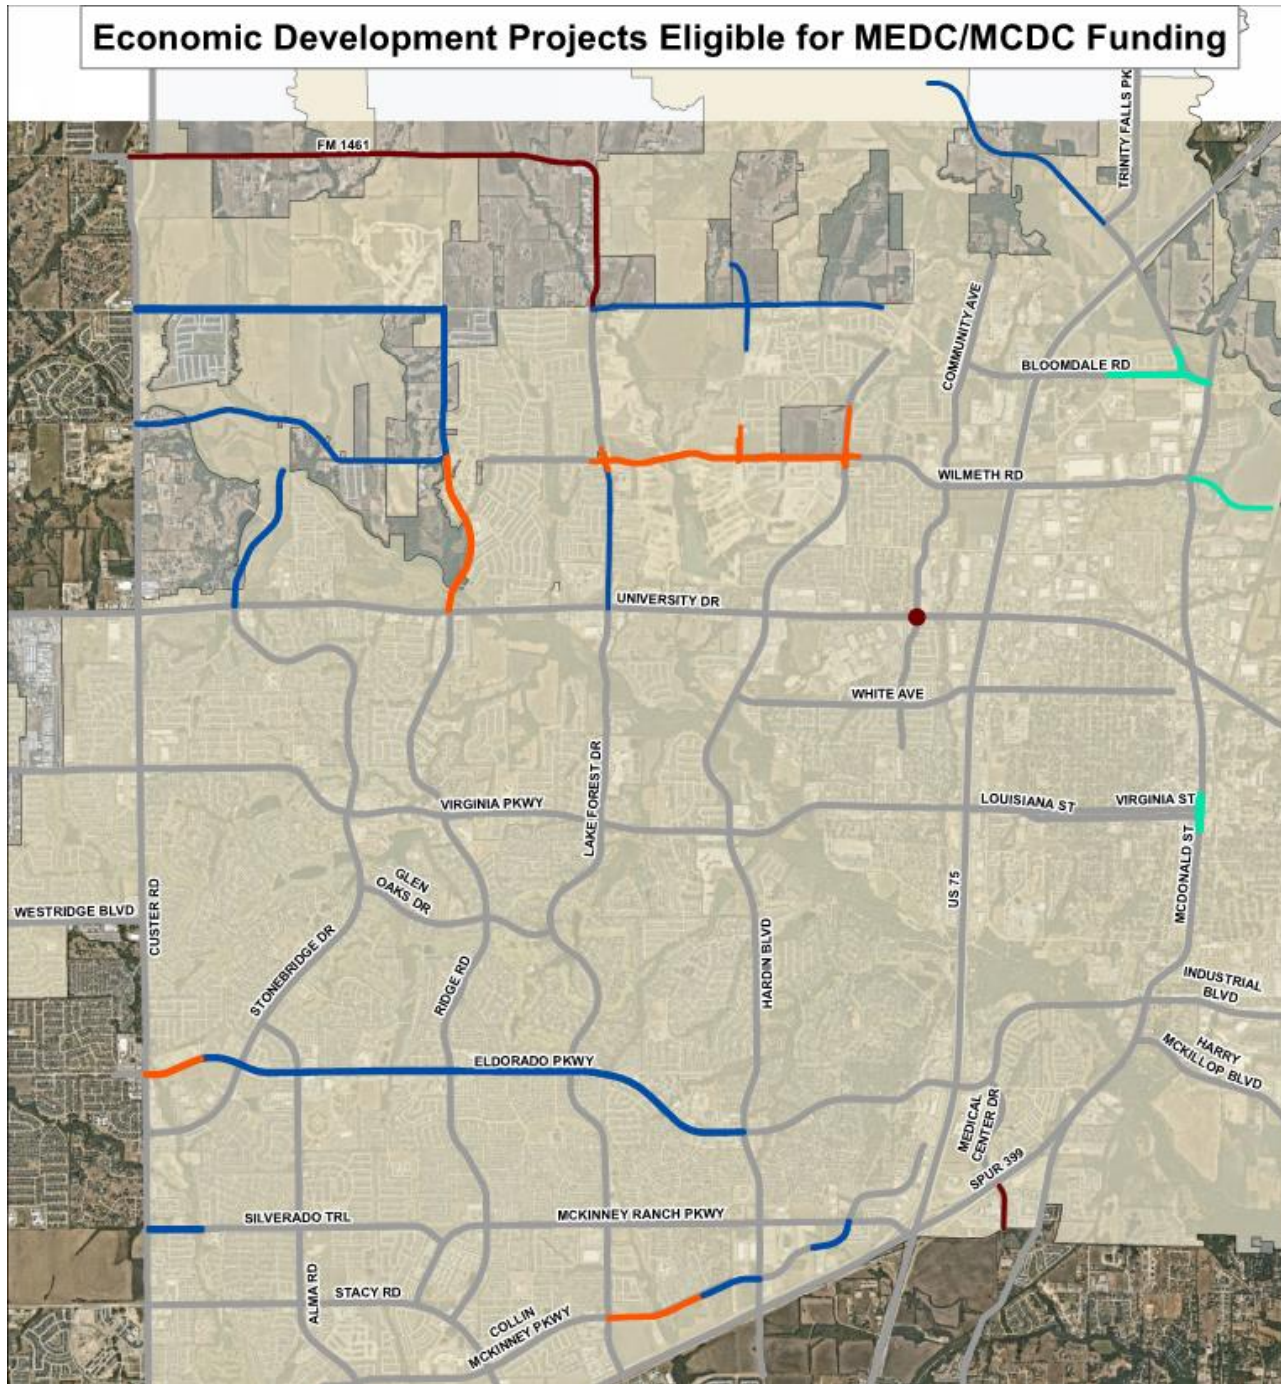 Economic Development Projects Eligible for MEDC/MCDC Funding
TRINITY FALLS PK
FM 1461
COMMUNITY AVE
BLOOMDALE RD
WILMETH RD
UNIVERSITY DR
WHITE AVE
LAKE FOREST DR
VIRGINIA PKWY
LOUISIANA ST
VIRGINIA ST
MCDONALD ST
GLEN
OAKS DR
US 75
WESTRIDGE BLVD
CUSTER RD
STONEBRIDGE DR
RIDGE RD
HARDIN BLVD
INDUSTRIAL
BLVD
HARRY
MCKILLOP BLVD
ELDORADO PKWY
MEDICAL
CENTER DR
SPUR 399
SILVERADO TRL
MCKINNEY RANCH PKWY
ALMA RD
STACY RD
COLLIN
MCKINNEY PKWY